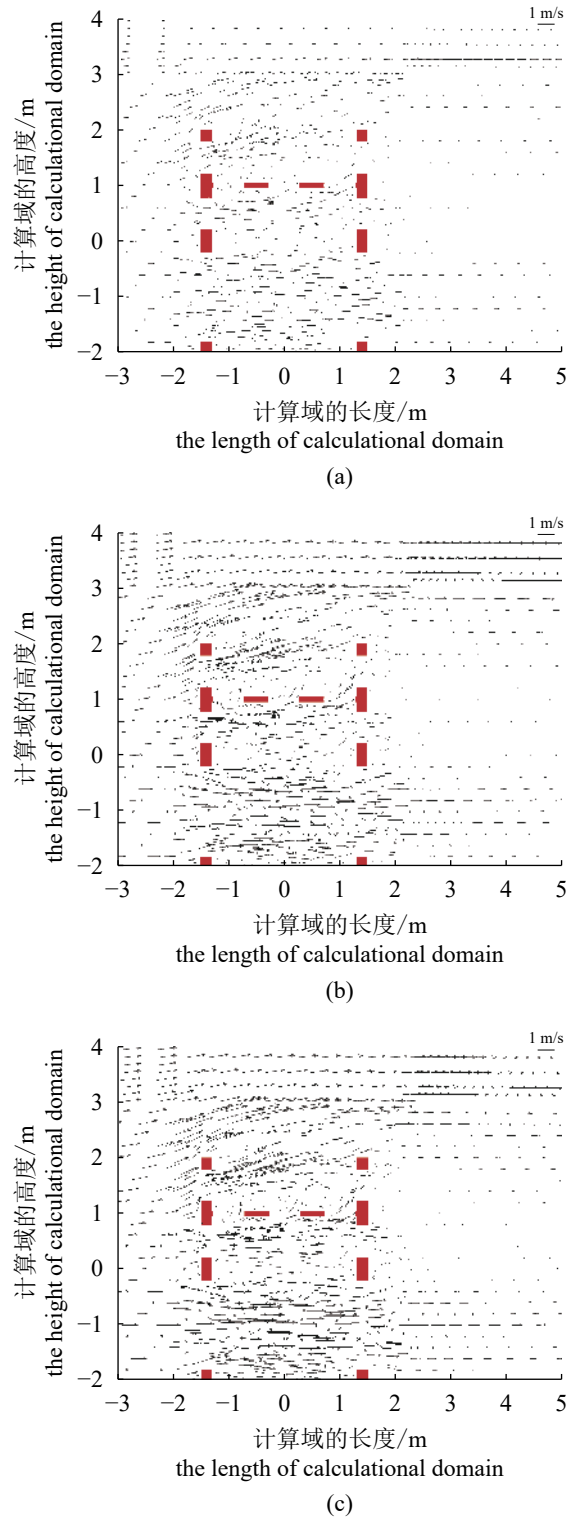 1 m/s
4
3
2
1
0
−1
−2
计算域的高度/m
the height of calculational domain
−3 −2 −1 0 1 2 3 4 5
计算域的长度/m
the length of calculational domain
(a)
1 m/s
4
3
2
1
0
−1
−2
计算域的高度/m
the height of calculational domain
−3 −2 −1 0 1 2 3 4 5
计算域的长度/m
the length of calculational domain
(b)
1 m/s
4
3
2
1
0
−1
−2
计算域的高度/m
the height of calculational domain
−3 −2 −1 0 1 2 3 4 5
计算域的长度/m
the length of calculational domain
(c)